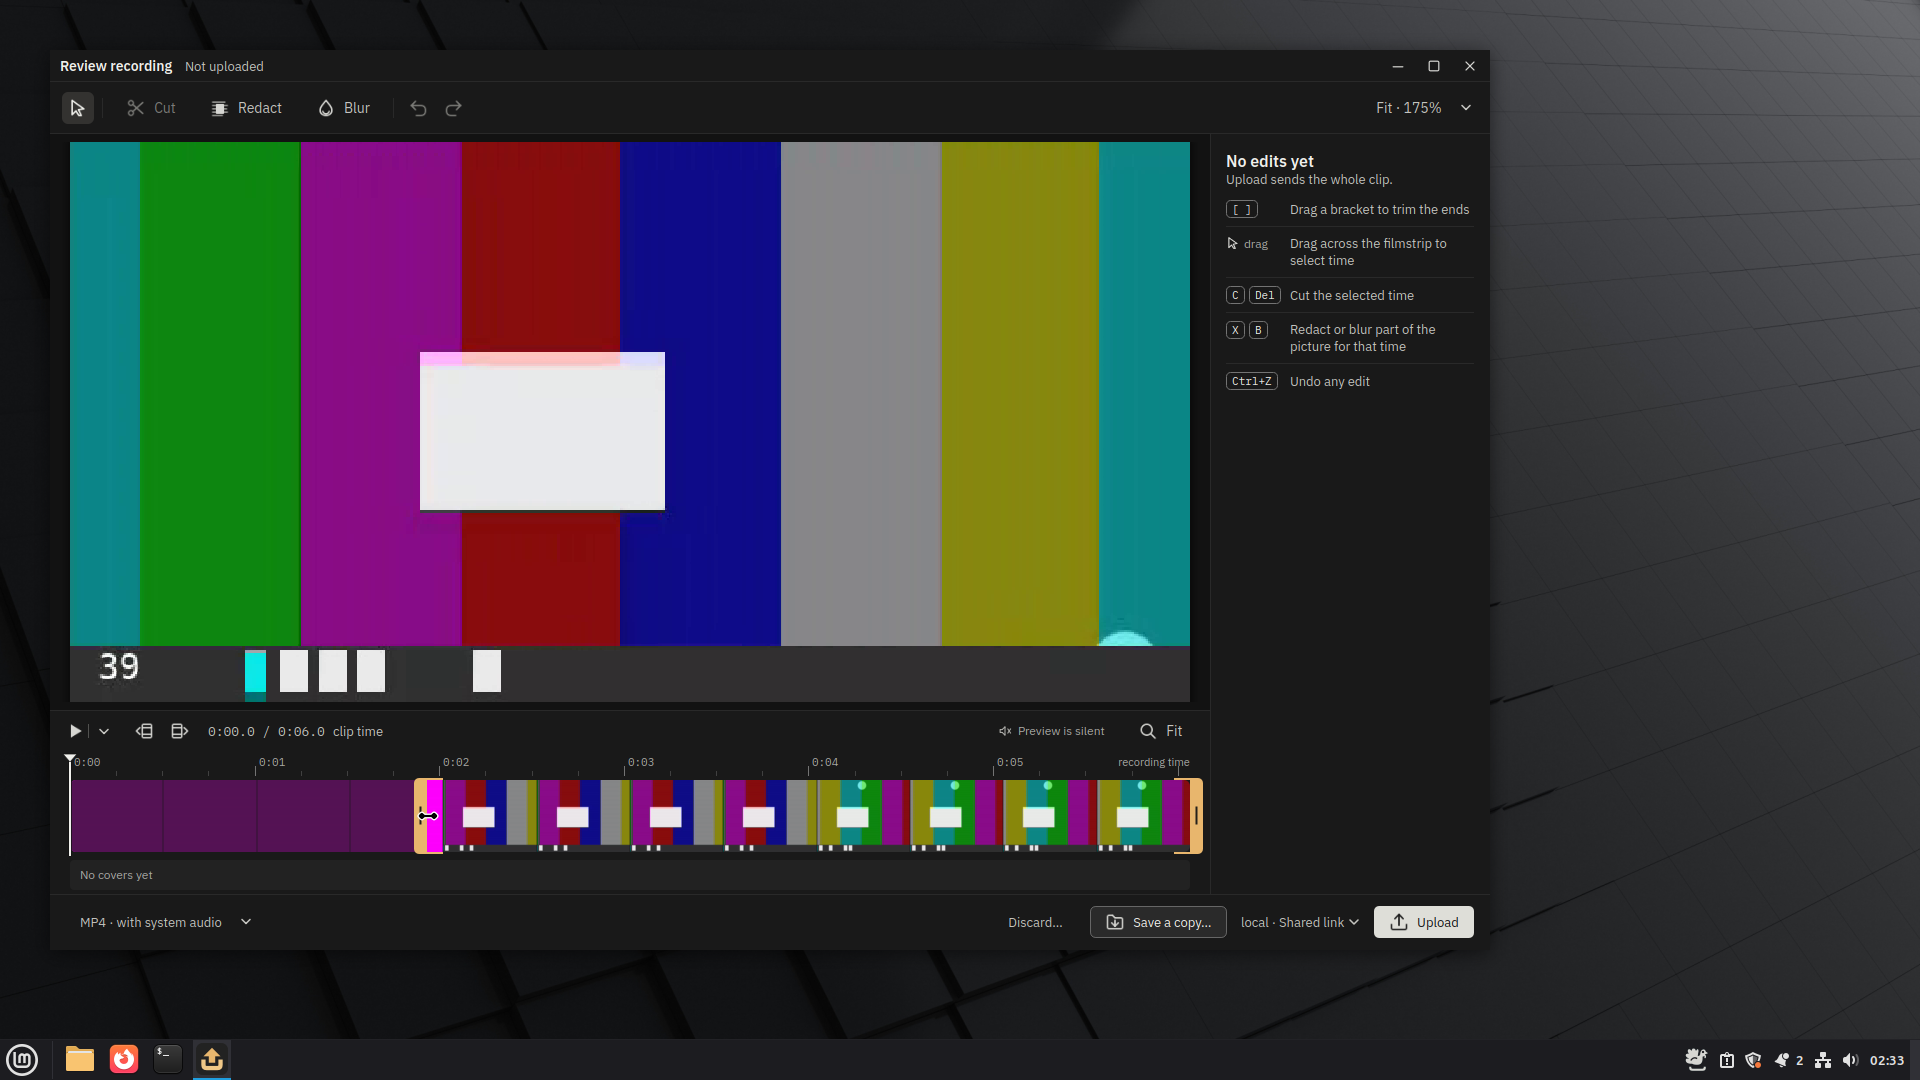 Review recording Not uploaded
Cut Redact Blur Fit · 175%
No edits yet
Upload sends the whole clip.
[ ] Drag a bracket to trim the ends
drag Drag across the filmstrip to
select time
C Del Cut the selected time
X B Redact or blur part of the
picture for that time
Ctrl+Z Undo any edit
39
0:00.0 / 0:06.0 clip time Preview is silent Fit
0:00 0:01 0:02 0:03 0:04 0:05 recording time
No covers yet
MP4 · with system audio Discard... Save a copy... local · Shared link Upload
$_ 2 02:33